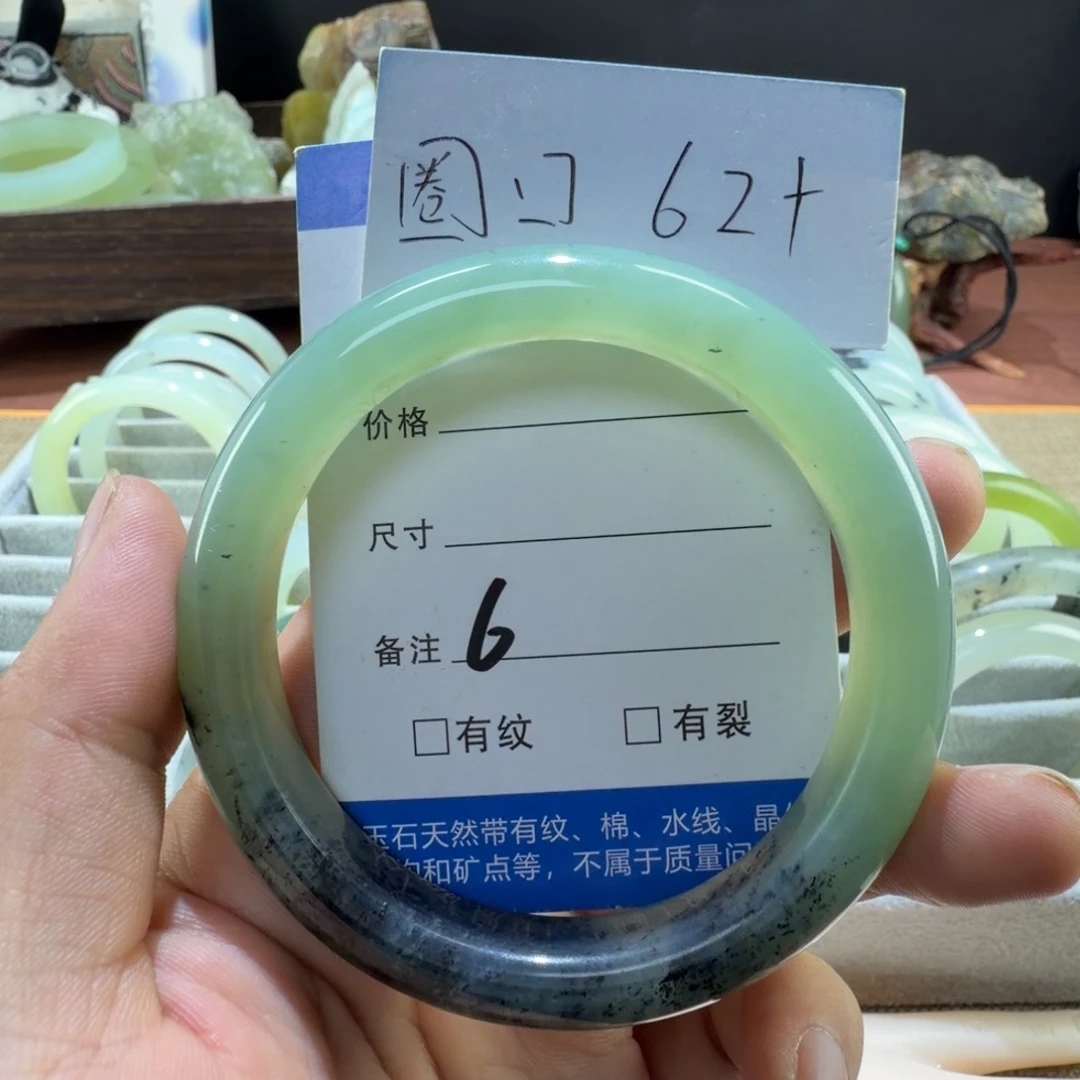 圈口 62+
价格
尺寸
备注 6
□有纹 □有裂
玉石天然带有纹、棉、水线、晶
和矿点等，不属于质量问